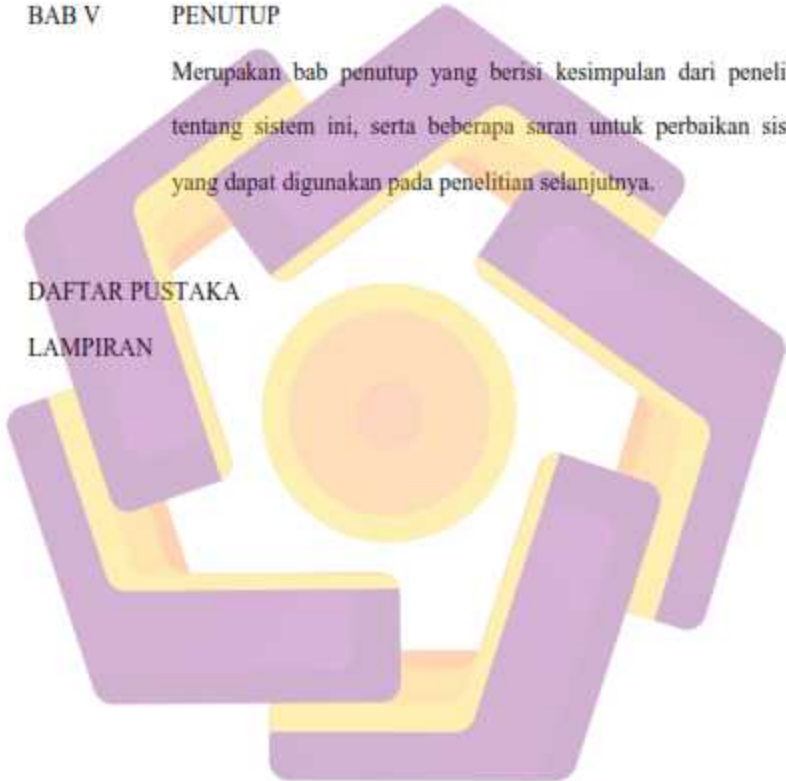 BAB V PENUTUP
Merupakan bab penutup yang berisi kesimpulan dari peneli
tentang sistem ini, serta beberapa saran untuk perbaikan sis
yang dapat digunakan pada penelitian selanjutnya.
DAFTAR PUSTAKA
LAMPIRAN